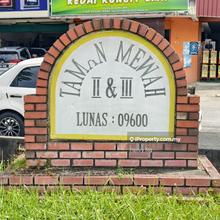 KEDAI RUNCIT
TAMAN MEWAH
II & III
LUNAS : 09600
iProperty.com.my